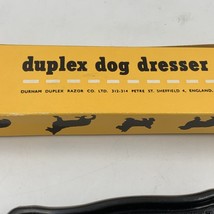 duplex dog dresser
DURHAM DUPLEX RAZOR CO. LTD. 312-314 PETRE ST. SHEFFIELD 4, ENGLAND.